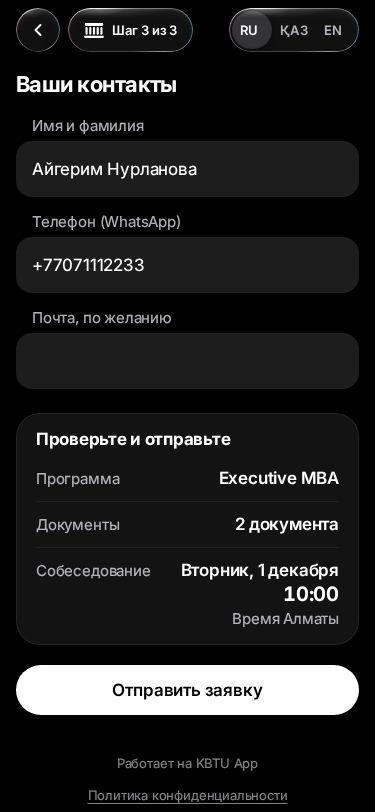 Шаг 3 из 3
RU ҚАЗ EN
Ваши контакты
Имя и фамилия
Айгерим Нурланова
Телефон (WhatsApp)
+77071112233
Почта, по желанию
Проверьте и отправьте
Программа Executive MBA
Документы 2 документа
Собеседование Вторник, 1 декабря
10:00
Время Алматы
Отправить заявку
Работает на KBTU App
Политика конфиденциальности